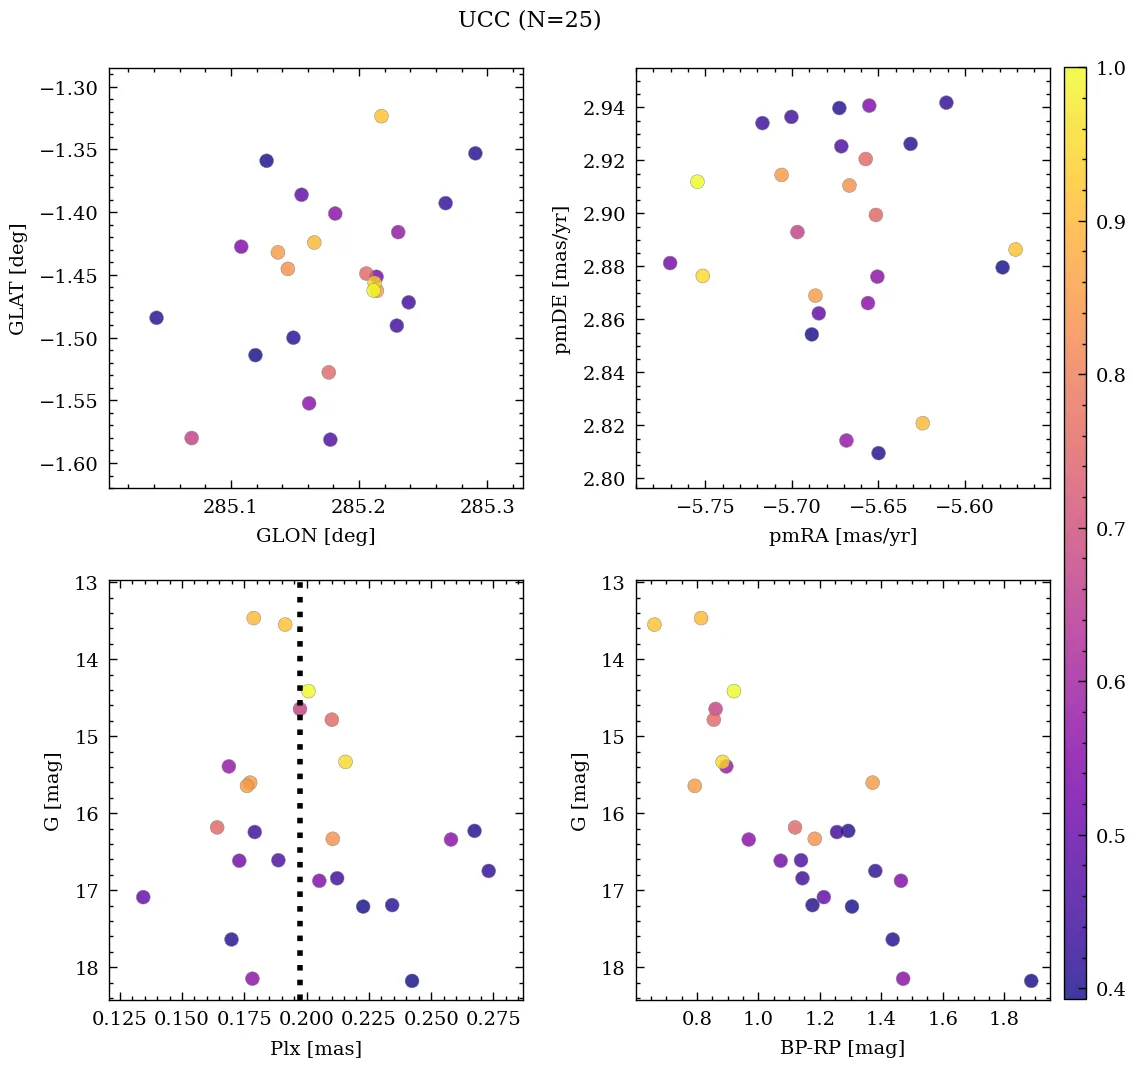 UCC (N=25)
−1.30
−1.35
−1.40
−1.45
−1.50
−1.55
−1.60
GLAT [deg]
285.1 285.2 285.3
GLON [deg]
2.94
2.92
2.90
2.88
2.86
2.84
2.82
2.80
pmDE [mas/yr]
−5.75 −5.70 −5.65 −5.60
pmRA [mas/yr]
13
14
15
16
17
18
G [mag]
0.125 0.150 0.175 0.200 0.225 0.250 0.275
Plx [mas]
13
14
15
16
17
18
G [mag]
0.8 1.0 1.2 1.4 1.6 1.8
BP-RP [mag]
1.0
0.9
0.8
0.7
0.6
0.5
0.4